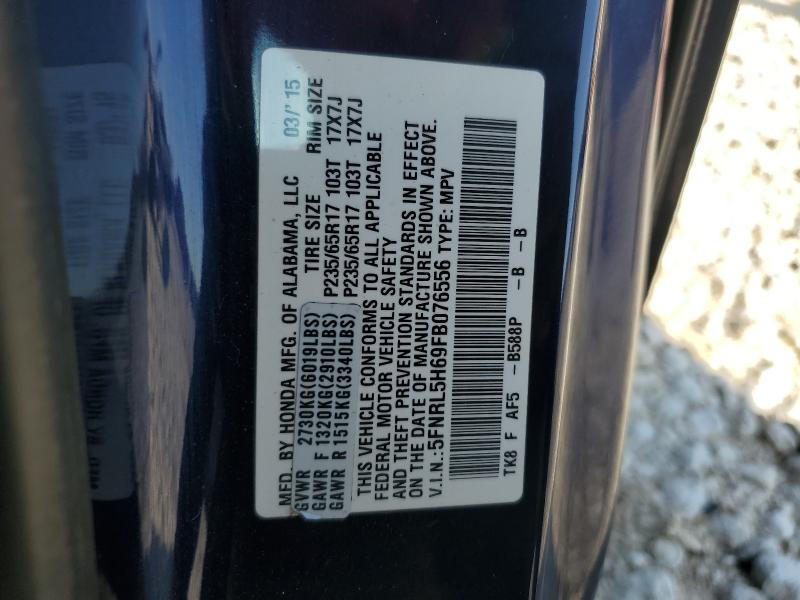 MFD. BY HONDA MFG. OF ALABAMA, LLC 03/'15
GVWR 2730KG(6019LBS) TIRE SIZE RIM SIZE
GAWR F 1320KG(2910LBS) P235/65R17 103T 17X7J
GAWR R 1515KG(3340LBS) P235/65R17 103T 17X7J
THIS VEHICLE CONFORMS TO ALL APPLICABLE
FEDERAL MOTOR VEHICLE SAFETY
AND THEFT PREVENTION STANDARDS IN EFFECT
ON THE DATE OF MANUFACTURE SHOWN ABOVE.
V.I.N.:5FNRL5H69FB076556 TYPE: MPV
TK8 F AF5 -B588P -B -B